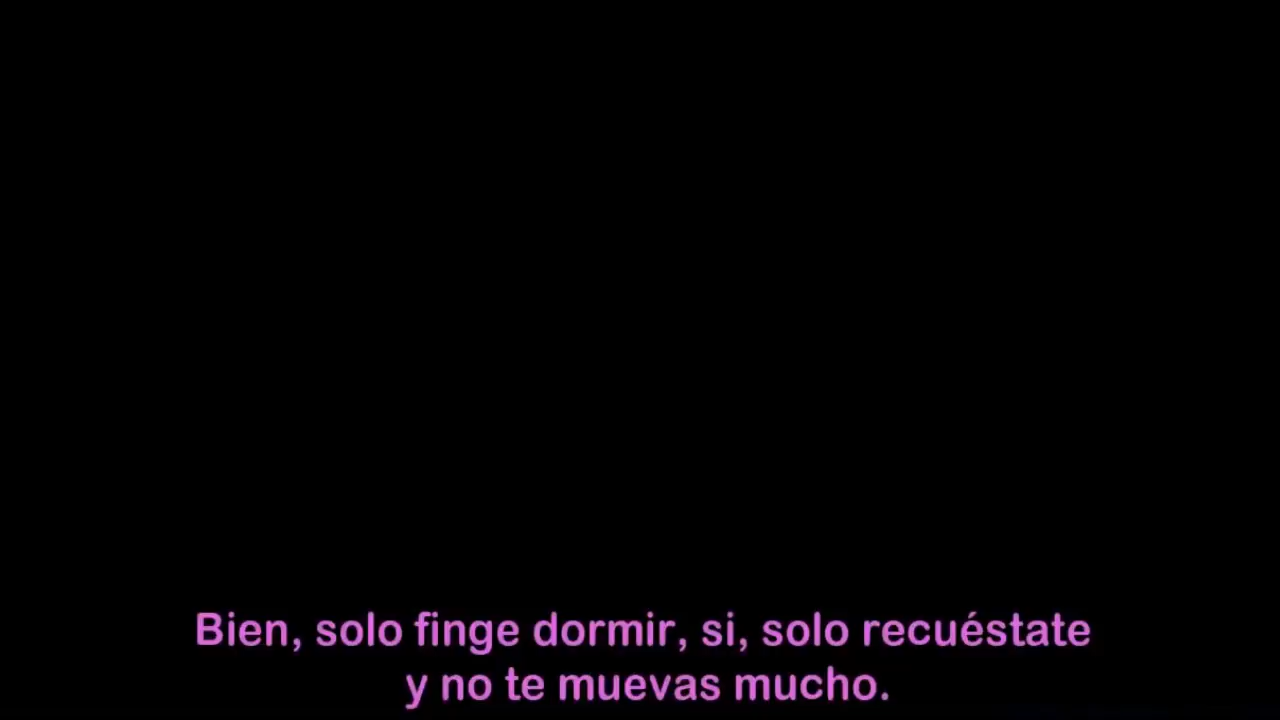 Bien, solo finge dormir, si, solo recuéstate
y no te muevas mucho.